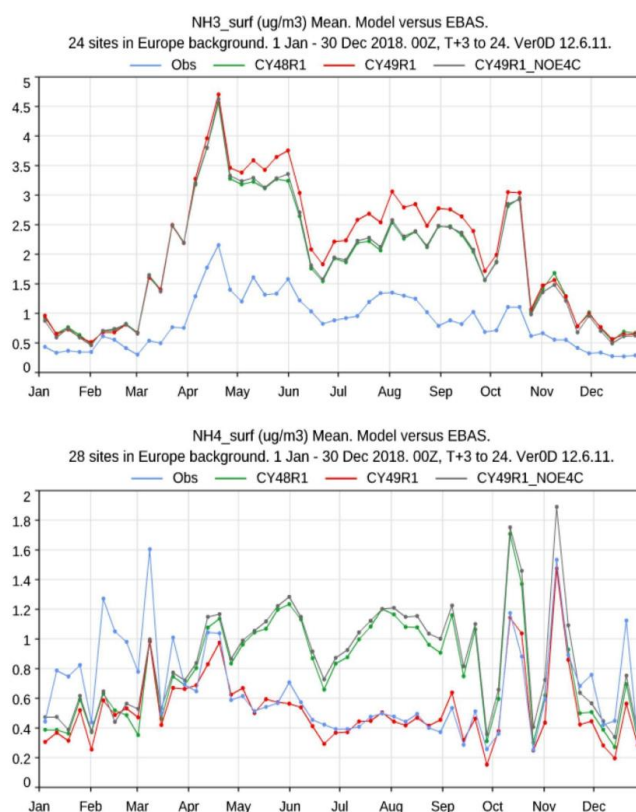 NH3_surf (ug/m3) Mean. Model versus EBAS.
24 sites in Europe background. 1 Jan - 30 Dec 2018. 00Z, T+3 to 24. Ver0D 12.6.11.
Obs CY48R1 CY49R1 CY49R1_NOE4C
5
4.5
4
3.5
3
2.5
2
1.5
1
0.5
0
Jan Feb Mar Apr May Jun Jul Aug Sep Oct Nov Dec
NH4_surf (ug/m3) Mean. Model versus EBAS.
28 sites in Europe background. 1 Jan - 30 Dec 2018. 00Z, T+3 to 24. Ver0D 12.6.11.
Obs CY48R1 CY49R1 CY49R1_NOE4C
2
1.8
1.6
1.4
1.2
1
0.8
0.6
0.4
0.2
0
Jan Feb Mar Apr May Jun Jul Aug Sep Oct Nov Dec